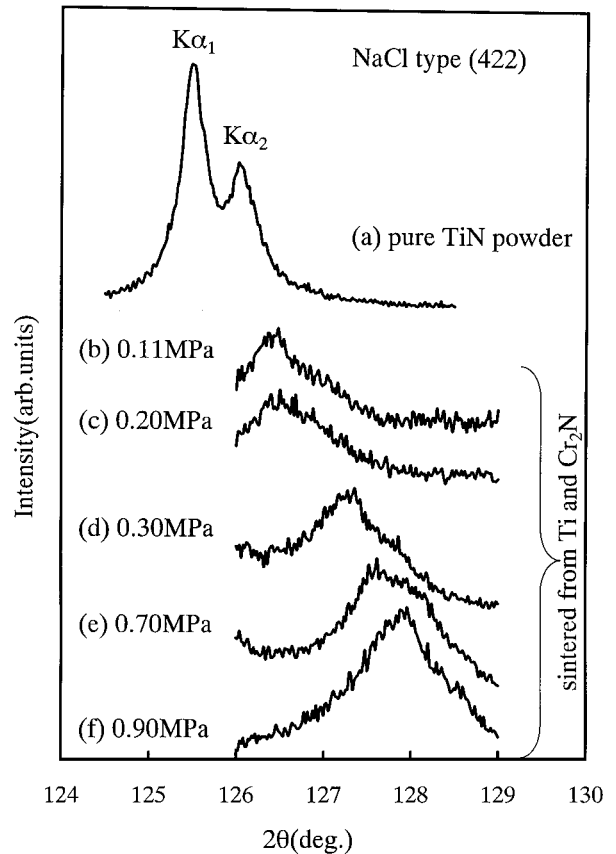 Kα₁
NaCl type (422)
Kα₂
(a) pure TiN powder
Intensity(arb.units)
(b) 0.11MPa
(c) 0.20MPa
(d) 0.30MPa
(e) 0.70MPa
(f) 0.90MPa
sintered from Ti and Cr₂N
124 125 126 127 128 129 130
2θ(deg.)